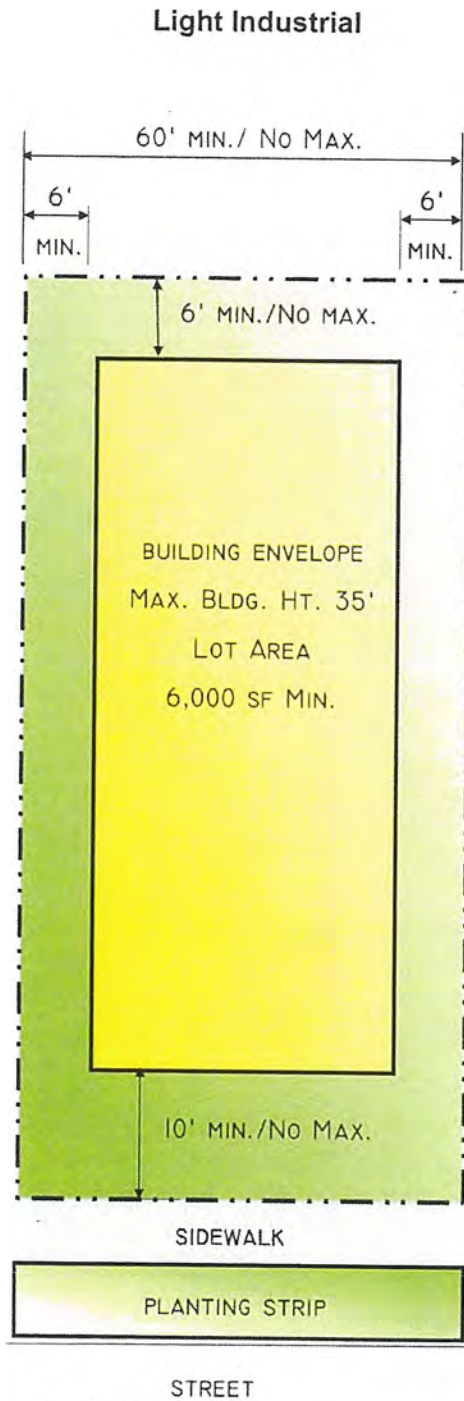 Light Industrial
60' MIN./ NO MAX.
6'
MIN.
6'
MIN.
6' MIN./NO MAX.
BUILDING ENVELOPE
MAX. BLDG. HT. 35'
LOT AREA
6,000 SF MIN.
10' MIN./NO MAX.
SIDEWALK
PLANTING STRIP
STREET